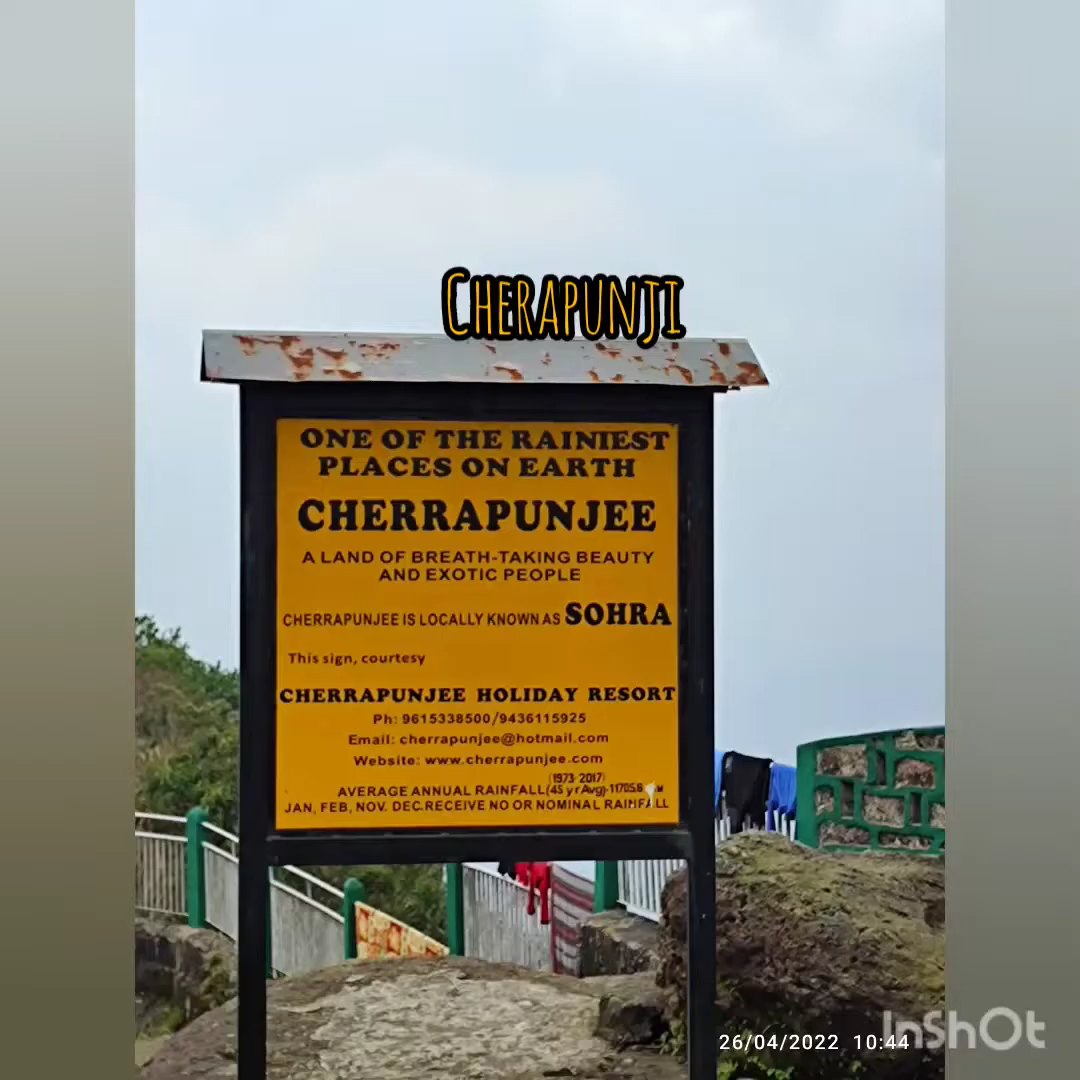 CHERAPUNJI
ONE OF THE RAINIEST
PLACES ON EARTH
CHERRAPUNJEE
A LAND OF BREATH-TAKING BEAUTY
AND EXOTIC PEOPLE
CHERRAPUNJEE IS LOCALLY KNOWN AS SOHRA
This sign, courtesy
CHERRAPUNJEE HOLIDAY RESORT
Ph: 9615338500/9436115925
Email: cherrapunjee@hotmail.com
Website: www.cherrapunjee.com
(1973-2017)
AVERAGE ANNUAL RAINFALL(45 yr Avg)-11705.8
JAN, FEB, NOV. DEC.RECEIVE NO OR NOMINAL RAINFALL
26/04/2022 10:44
InShOt